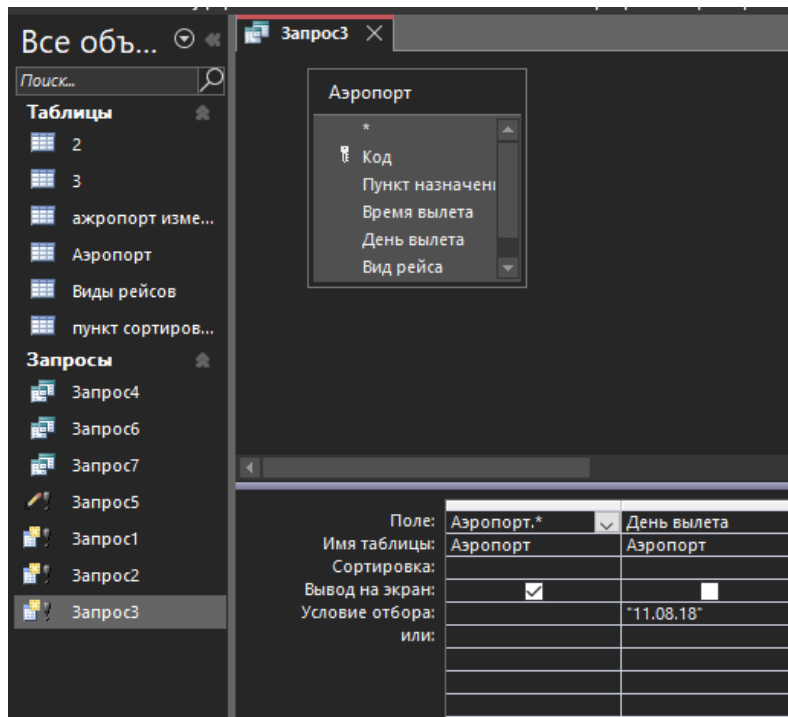 Все объ...
Запрос3
Поиск...
Таблицы
2
3
ажропорт изме...
Аэропорт
Виды рейсов
пункт сортиров...
Запросы
Запрос4
Запрос6
Запрос7
Запрос5
Запрос1
Запрос2
Запрос3
Аэропорт
*
Код
Пункт назначени
Время вылета
День вылета
Вид рейса
Поле: Аэропорт.* День вылета
Имя таблицы: Аэропорт Аэропорт
Сортировка:
Вывод на экран:
Условие отбора: "11.08.18"
или: